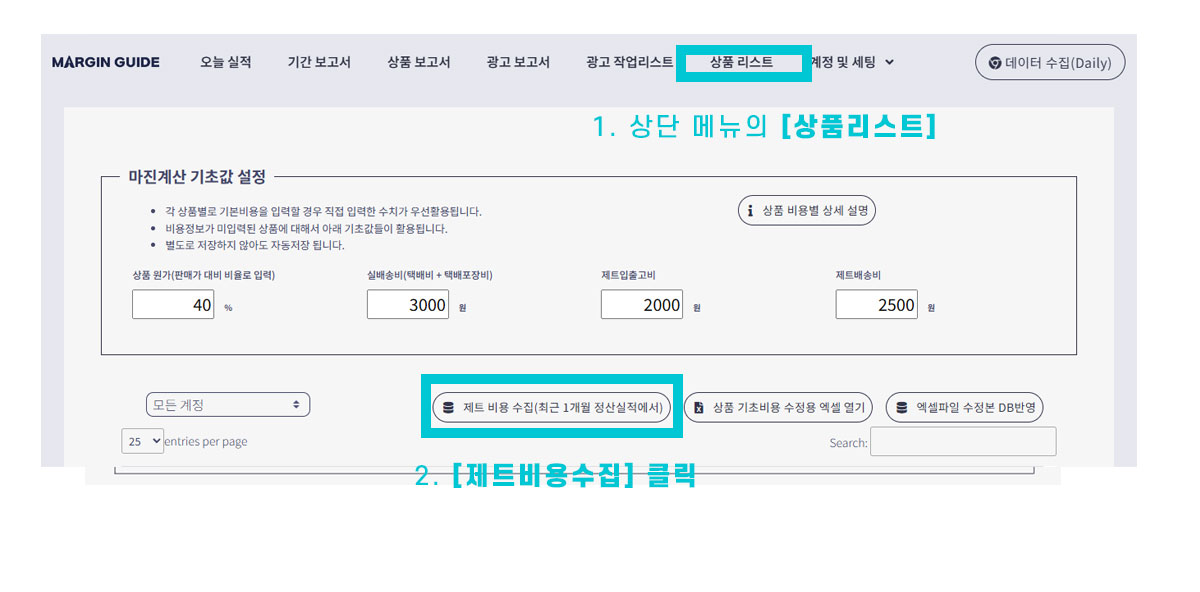 MARGIN GUIDE 오늘 실적 기간 보고서 상품 보고서 광고 보고서 광고 작업리스트 상품 리스트 계정 및 세팅 데이터 수집(Daily)
1. 상단 메뉴의 [상품리스트]
마진계산 기초값 설정
각 상품별로 기본비용을 입력할 경우 직접 입력한 수치가 우선활용됩니다.
비용정보가 미입력된 상품에 대해서 아래 기초값들이 활용됩니다.
별도로 저장하지 않아도 자동저장 됩니다.
상품 비용별 상세 설명
상품 원가(판매가 대비 비율로 입력) 실배송비(택배비 + 택배포장비) 제트입출고비 제트배송비
40 % 3000 원 2000 원 2500 원
모든 계정 제트 비용 수집(최근 1개월 정산실적에서) 상품 기초비용 수정용 엑셀 열기 엑셀파일 수정본 DB반영
25 entries per page Search:
2. [제트비용수집] 클릭